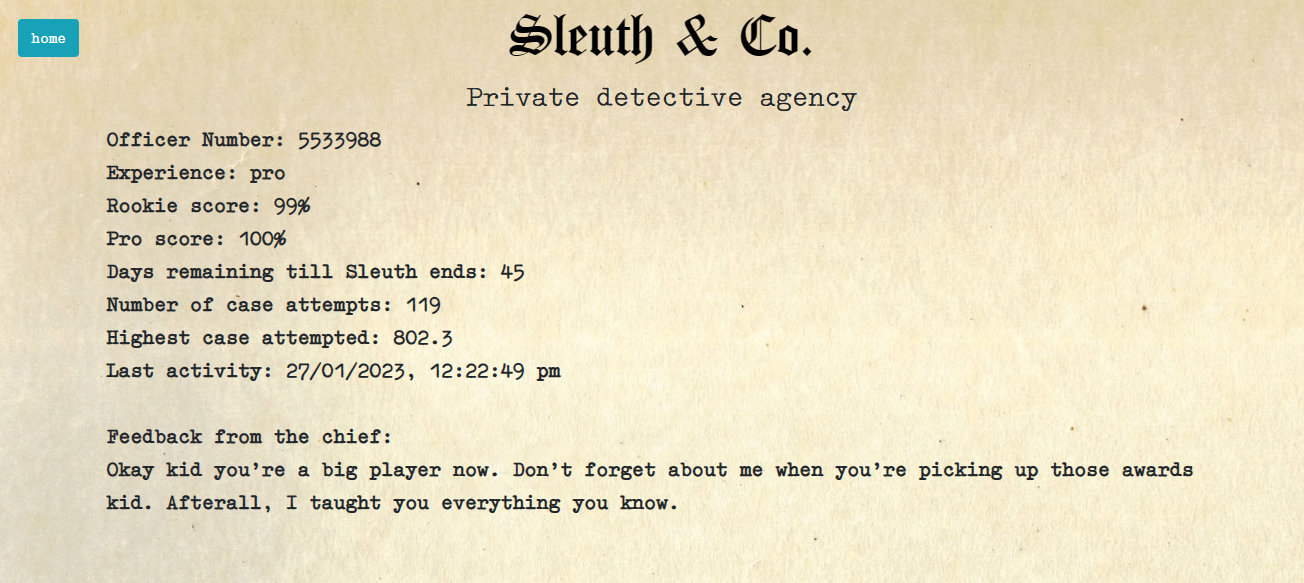 home
Sleuth & Co.
Private detective agency
Officer Number: 5533988
Experience: pro
Rookie score: 99%
Pro score: 100%
Days remaining till Sleuth ends: 45
Number of case attempts: 119
Highest case attempted: 802.3
Last activity: 27/01/2023, 12:22:49 pm
Feedback from the chief:
Okay kid you're a big player now. Don't forget about me when you're picking up those awards
kid. Afterall, I taught you everything you know.